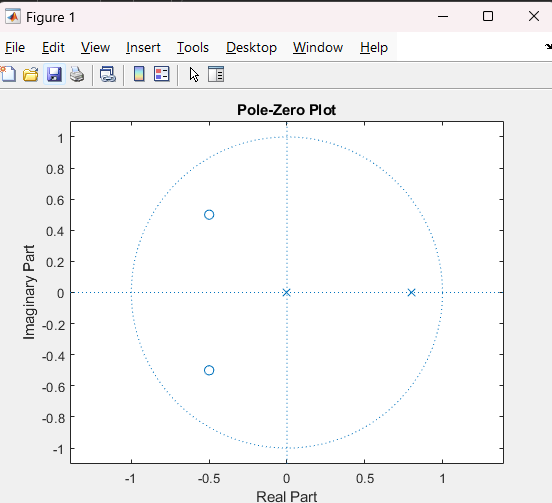 Figure 1
File Edit View Insert Tools Desktop Window Help
Pole-Zero Plot
1
0.8
0.6
0.4
0.2
0
-0.2
-0.4
-0.6
-0.8
-1
Imaginary Part
-1 -0.5 0 0.5 1
Real Part